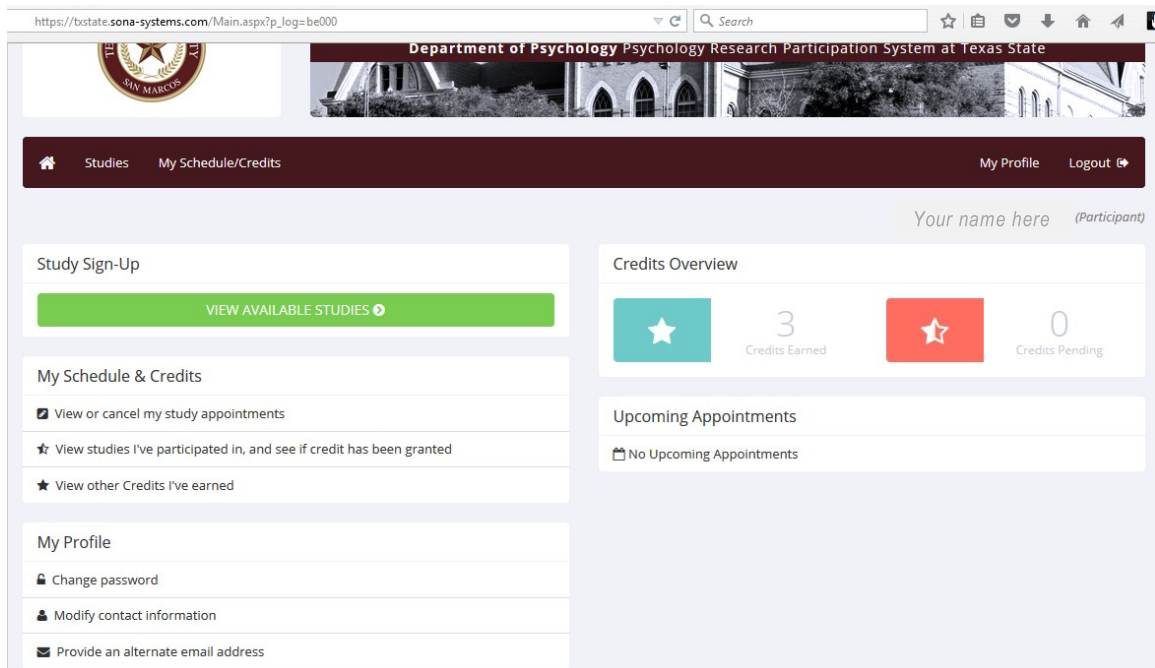 https://txstate.sona-systems.com/Main.aspx?p_log=be000
Search
Department of Psychology Psychology Research Participation System at Texas State
SAN MARCOS
Studies
My Schedule/Credits
My Profile
Logout
Your name here
(Participant)
Study Sign-Up
VIEW AVAILABLE STUDIES
My Schedule & Credits
View or cancel my study appointments
View studies I've participated in, and see if credit has been granted
View other Credits I've earned
My Profile
Change password
Modify contact information
Provide an alternate email address
Credits Overview
3
Credits Earned
0
Credits Pending
Upcoming Appointments
No Upcoming Appointments